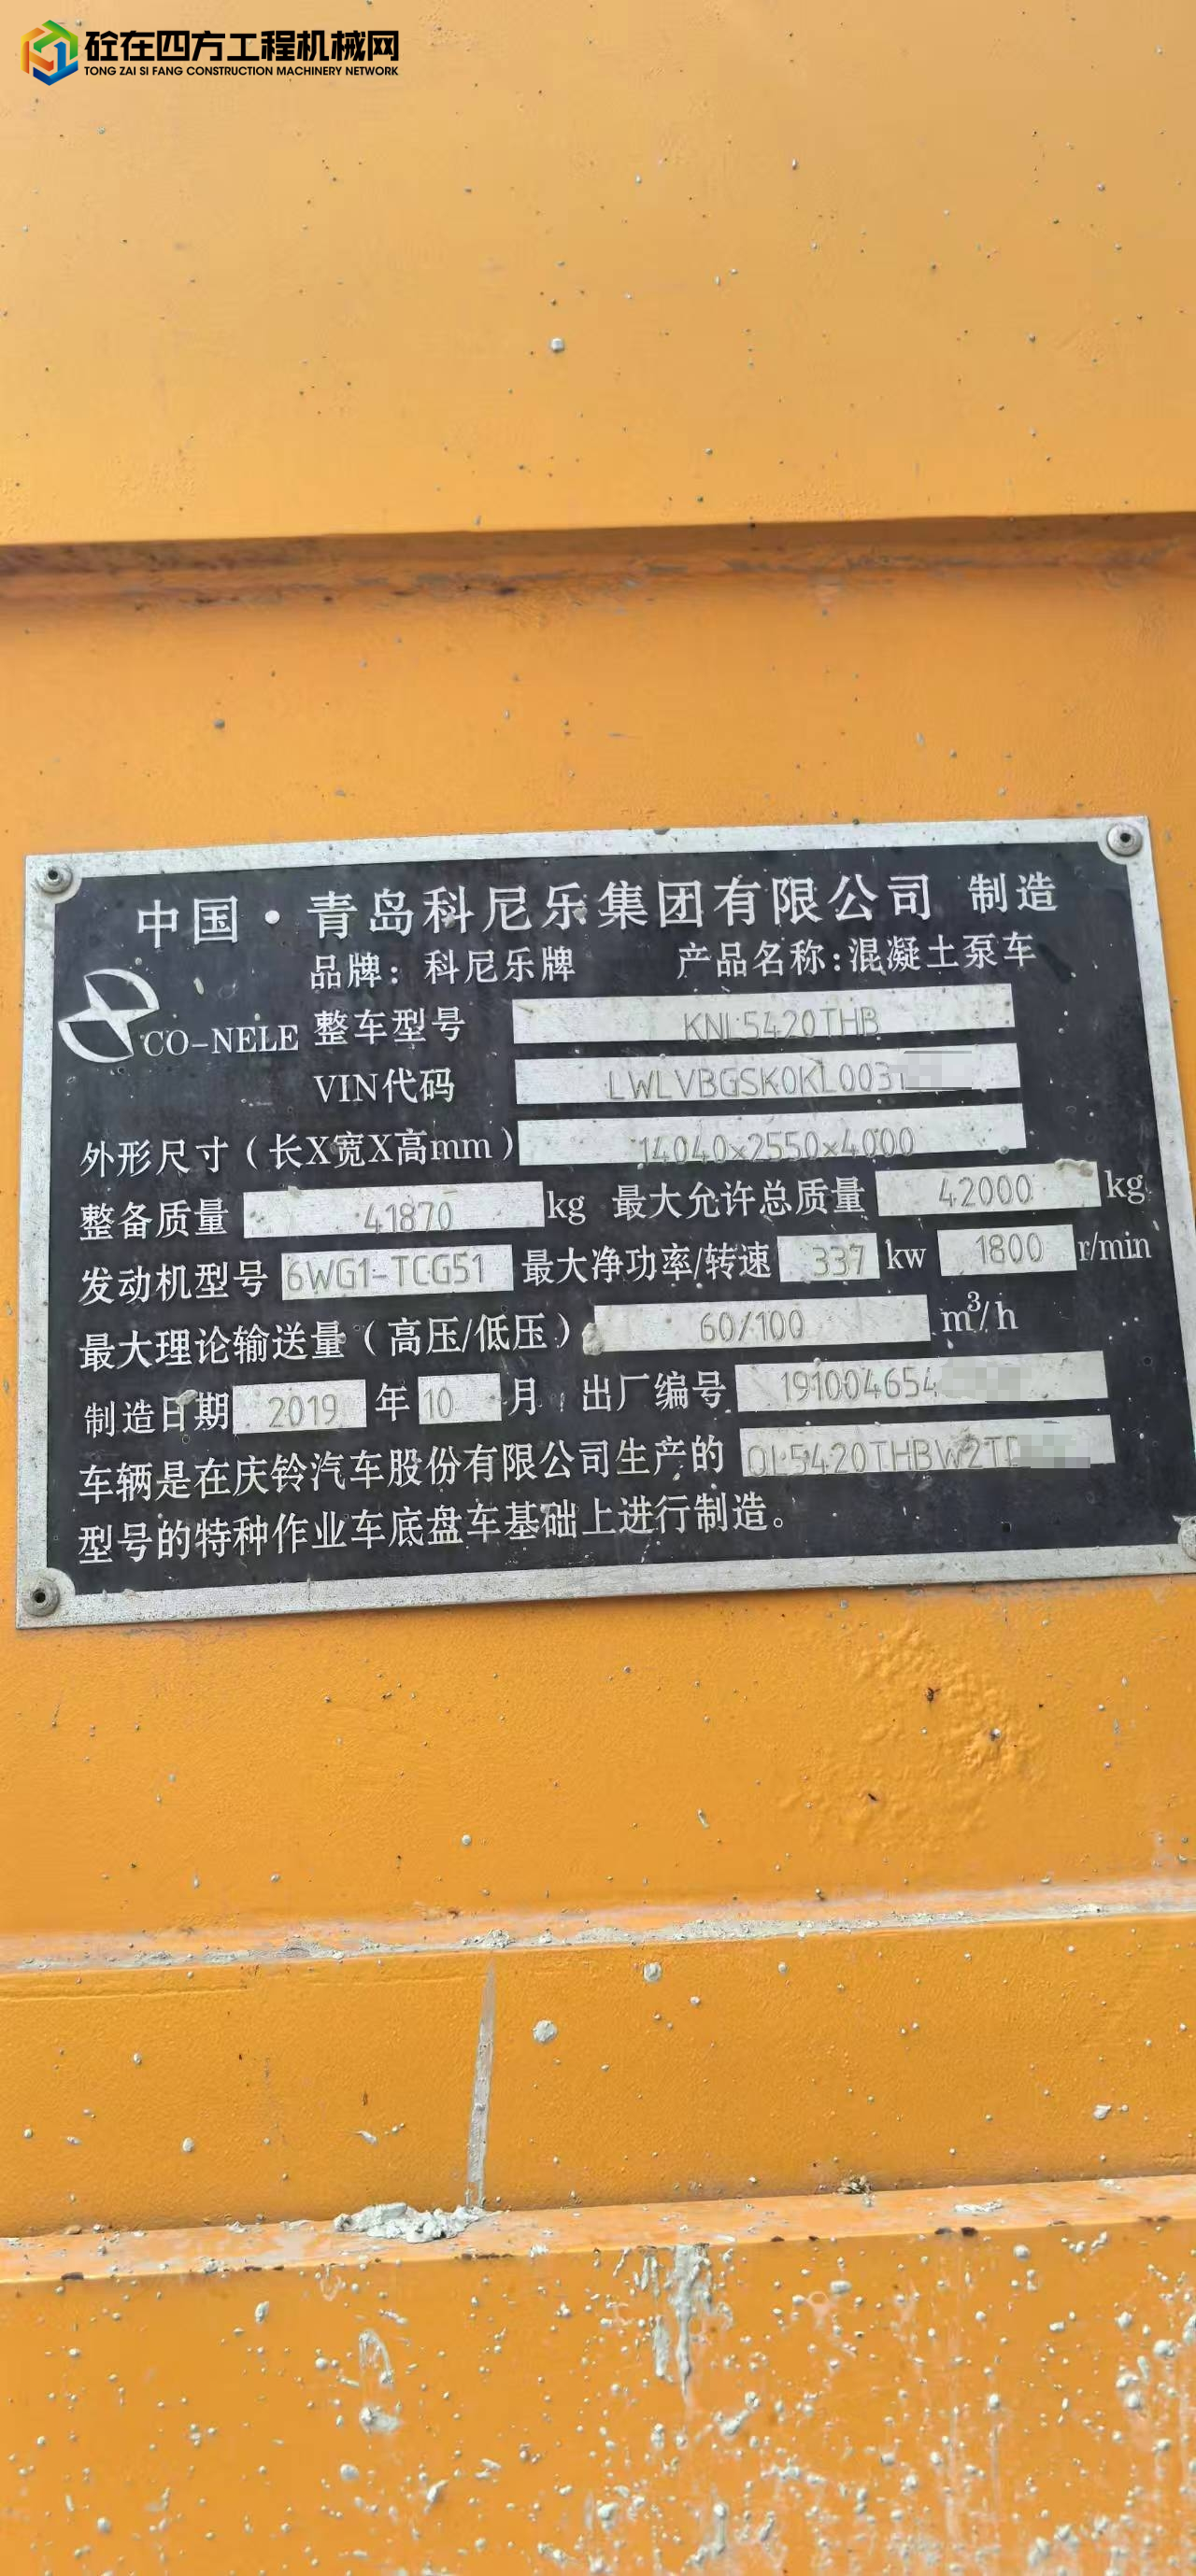 砼在四方工程机械网
TONG ZAI SI FANG CONSTRUCTION MACHINERY NETWORK
中国·青岛科尼乐集团有限公司 制造
品牌：科尼乐牌 产品名称：混凝土泵车
CO-NELE 整车型号 KNL5420THB
VIN代码 LWLVBGSK0KL003
外形尺寸（长X宽X高mm） 14040x2550x4000
整备质量 41870 kg 最大允许总质量 42000 kg
发动机型号 6WG1-TCG51 最大净功率/转速 337 kw 1800 r/min
最大理论输送量（高压/低压） 60/100 m³/h
制造日期 2019 年 10 月 出厂编号 191004654
车辆是在庆铃汽车股份有限公司生产的 QL5420THBW2T
型号的特种作业车底盘车基础上进行制造。